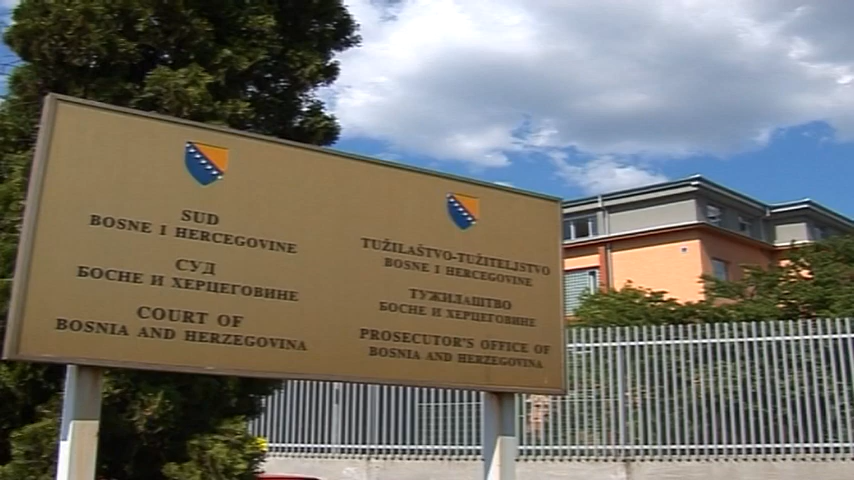 SUD
BOSNE I HERCEGOVINE
СУД
БОСНЕ И ХЕРЦЕГОВИНЕ
COURT OF
BOSNIA AND HERZEGOVINA
TUŽILAŠTVO-TUŽITELJSTVO
BOSNE I HERCEGOVINE
ТУЖИЛАШТВО
БОСНЕ И ХЕРЦЕГОВИНЕ
PROSECUTOR'S OFFICE OF
BOSNIA AND HERZEGOVINA